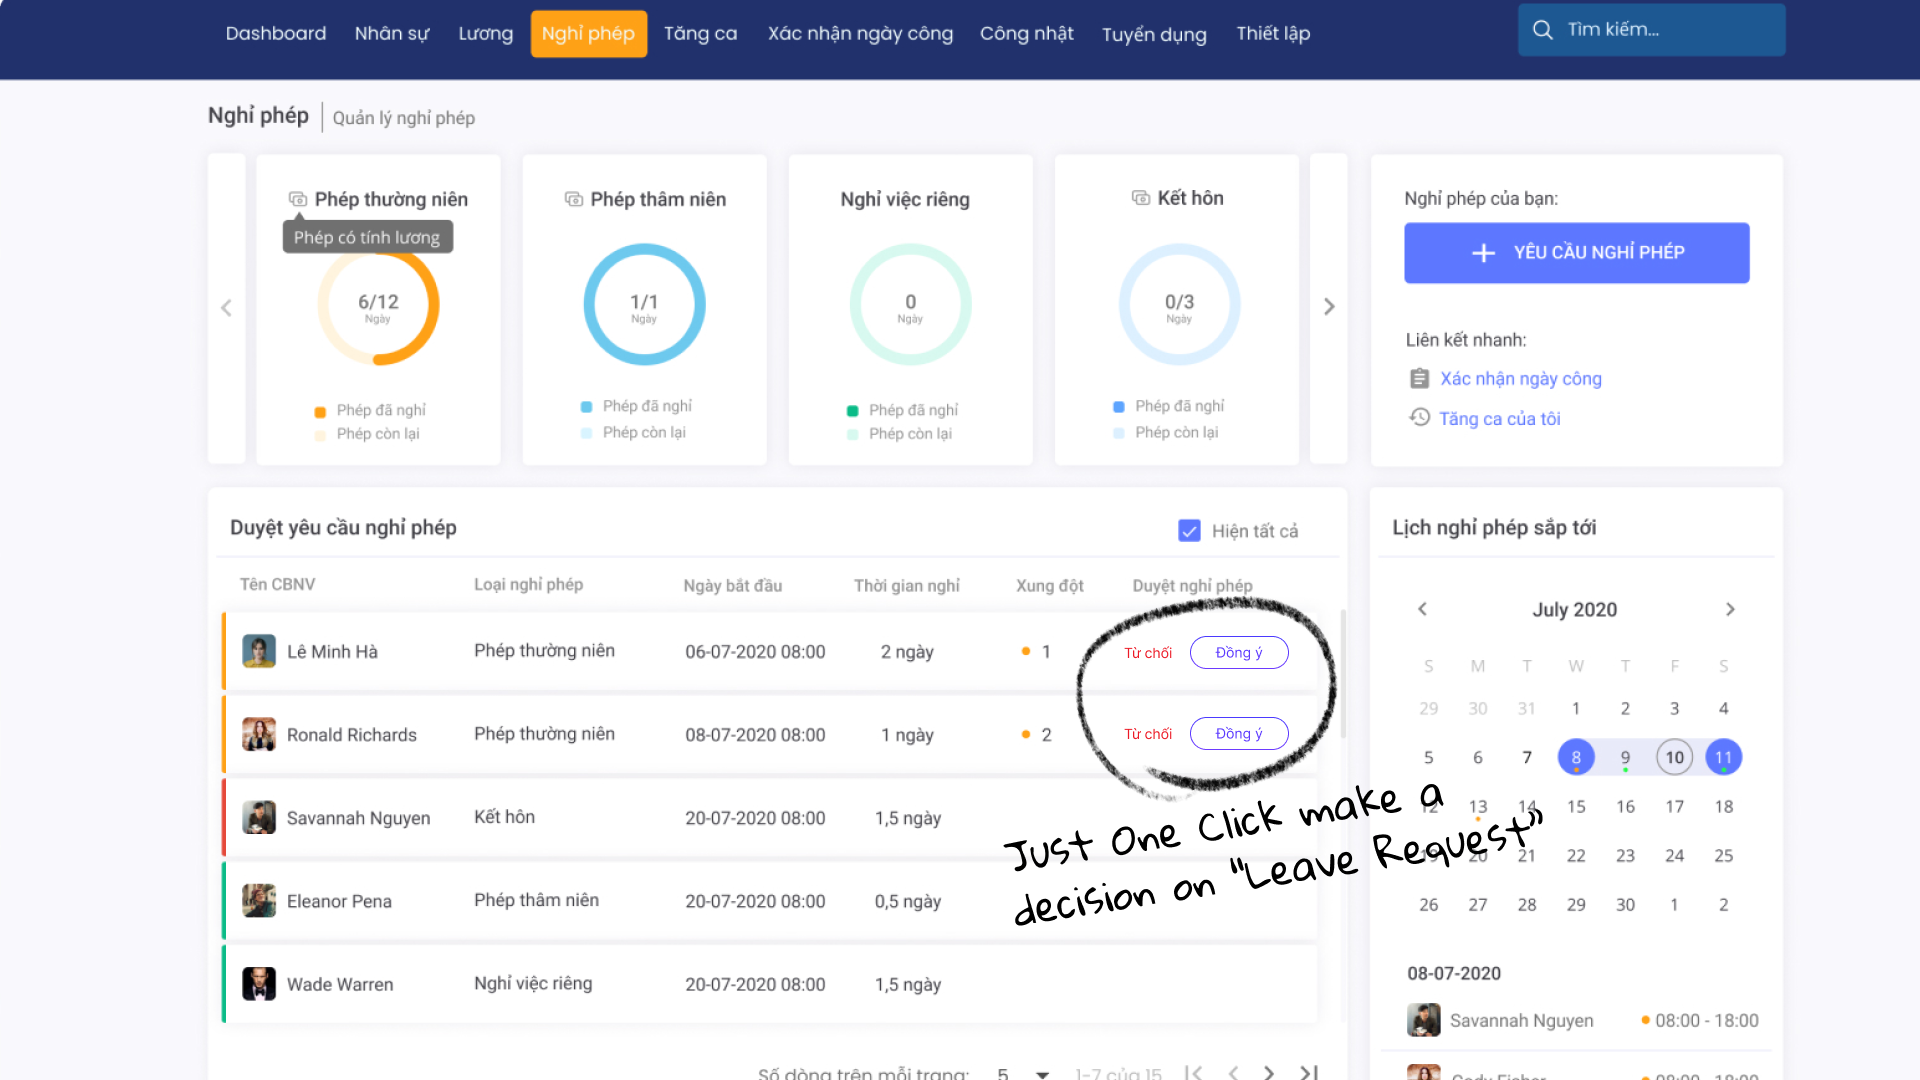 Dashboard Nhân sự Lương Nghỉ phép Tăng ca Xác nhận ngày công Công nhật Tuyển dụng Thiết lập Tìm kiếm...
Nghỉ phép Quản lý nghỉ phép
Phép thường niên
Phép có tính lương
6/12
Ngày
Phép đã nghỉ
Phép còn lại
Phép thâm niên
1/1
Ngày
Phép đã nghỉ
Phép còn lại
Nghỉ việc riêng
0
Ngày
Phép đã nghỉ
Phép còn lại
Kết hôn
0/3
Ngày
Phép đã nghỉ
Phép còn lại
Nghỉ phép của bạn:
YÊU CẦU NGHỈ PHÉP
Liên kết nhanh:
Xác nhận ngày công
Tăng ca của tôi
Duyệt yêu cầu nghỉ phép Hiện tất cả
Tên CBNV Loại nghỉ phép Ngày bắt đầu Thời gian nghỉ Xung đột Duyệt nghỉ phép
Lê Minh Hà Phép thường niên 06-07-2020 08:00 2 ngày 1 Từ chối Đồng ý
Ronald Richards Phép thường niên 08-07-2020 08:00 1 ngày 2 Từ chối Đồng ý
Savannah Nguyen Kết hôn 20-07-2020 08:00 1,5 ngày
Eleanor Pena Phép thâm niên 20-07-2020 08:00 0,5 ngày
Wade Warren Nghỉ việc riêng 20-07-2020 08:00 1,5 ngày
Just One Click make a
decision on "Leave Request"
Số dòng trên mỗi trang: 5 1-7 của 15
Lịch nghỉ phép sắp tới
July 2020
S M T W T F S
29 30 31 1 2 3 4
5 6 7 8 9 10 11
12 13 14 15 16 17 18
19 20 21 22 23 24 25
26 27 28 29 30 1 2
08-07-2020
Savannah Nguyen 08:00 - 18:00